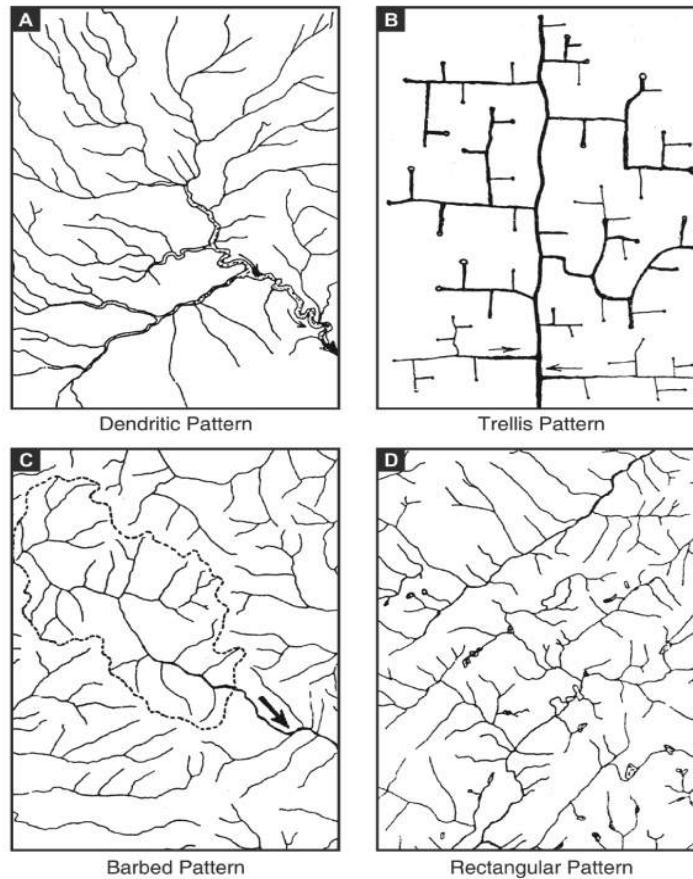 A
B
Dendritic Pattern
Trellis Pattern
C
D
Barbed Pattern
Rectangular Pattern